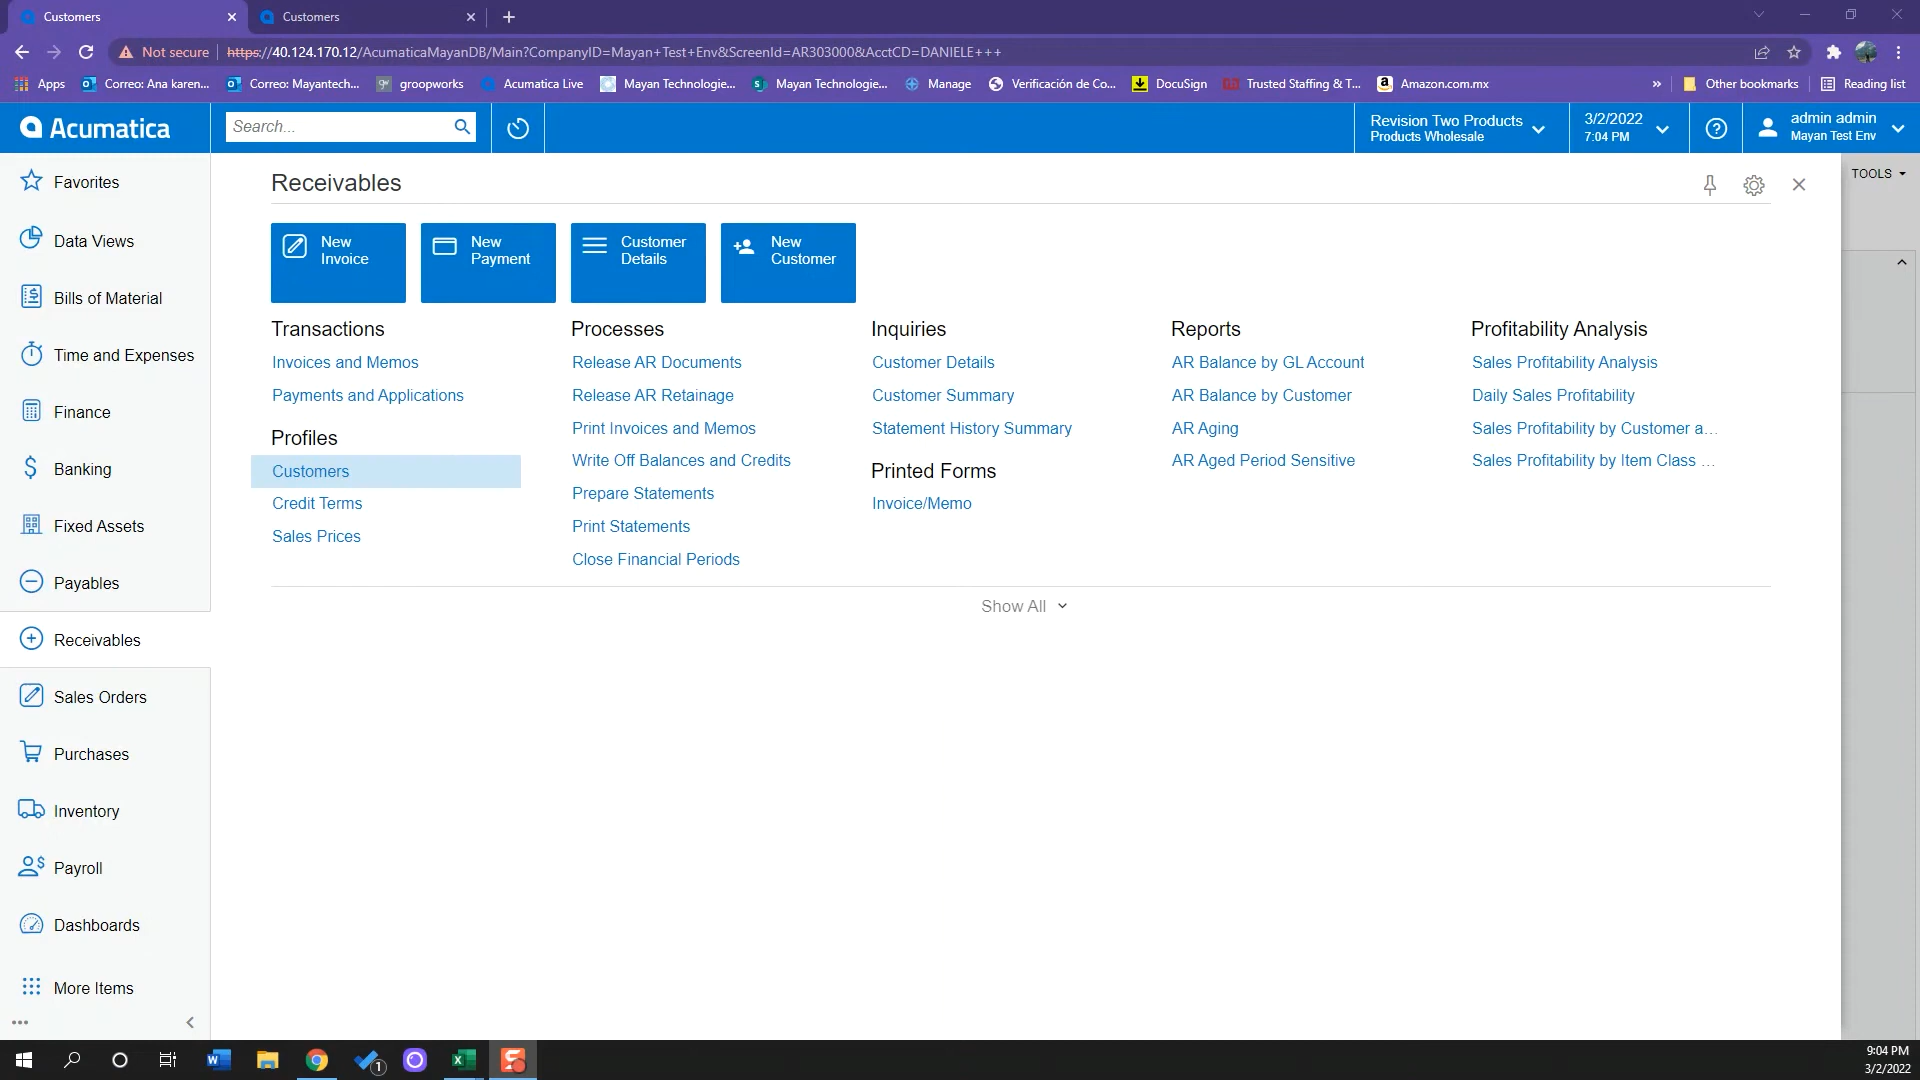 Customers
Customers
Not secure
https://40.124.170.12/AcumaticaMayanDB/Main?CompanyID=Mayan+Test+Env&ScreenId=AR303000&AcctCD=DANIELE+++
Apps
Correo: Ana karen...
Correo: Mayantech...
groopworks
Acumatica Live
Mayan Technologie...
Mayan Technologie...
Manage
Verificación de Co...
DocuSign
Trusted Staffing & T...
Amazon.com.mx
»
Other bookmarks
Reading list
Acumatica
Search...
Revision Two Products
Products Wholesale
3/2/2022
7:04 PM
admin admin
Mayan Test Env
Favorites
Data Views
Bills of Material
Time and Expenses
Finance
Banking
Fixed Assets
Payables
Receivables
Sales Orders
Purchases
Inventory
Payroll
Dashboards
More Items
TOOLS
Receivables
New
Invoice
New
Payment
Customer
Details
New
Customer
Transactions
Invoices and Memos
Payments and Applications
Profiles
Customers
Credit Terms
Sales Prices
Processes
Release AR Documents
Release AR Retainage
Print Invoices and Memos
Write Off Balances and Credits
Prepare Statements
Print Statements
Close Financial Periods
Inquiries
Customer Details
Customer Summary
Statement History Summary
Printed Forms
Invoice/Memo
Reports
AR Balance by GL Account
AR Balance by Customer
AR Aging
AR Aged Period Sensitive
Profitability Analysis
Sales Profitability Analysis
Daily Sales Profitability
Sales Profitability by Customer a...
Sales Profitability by Item Class ...
Show All
1
9:04 PM
3/2/2022